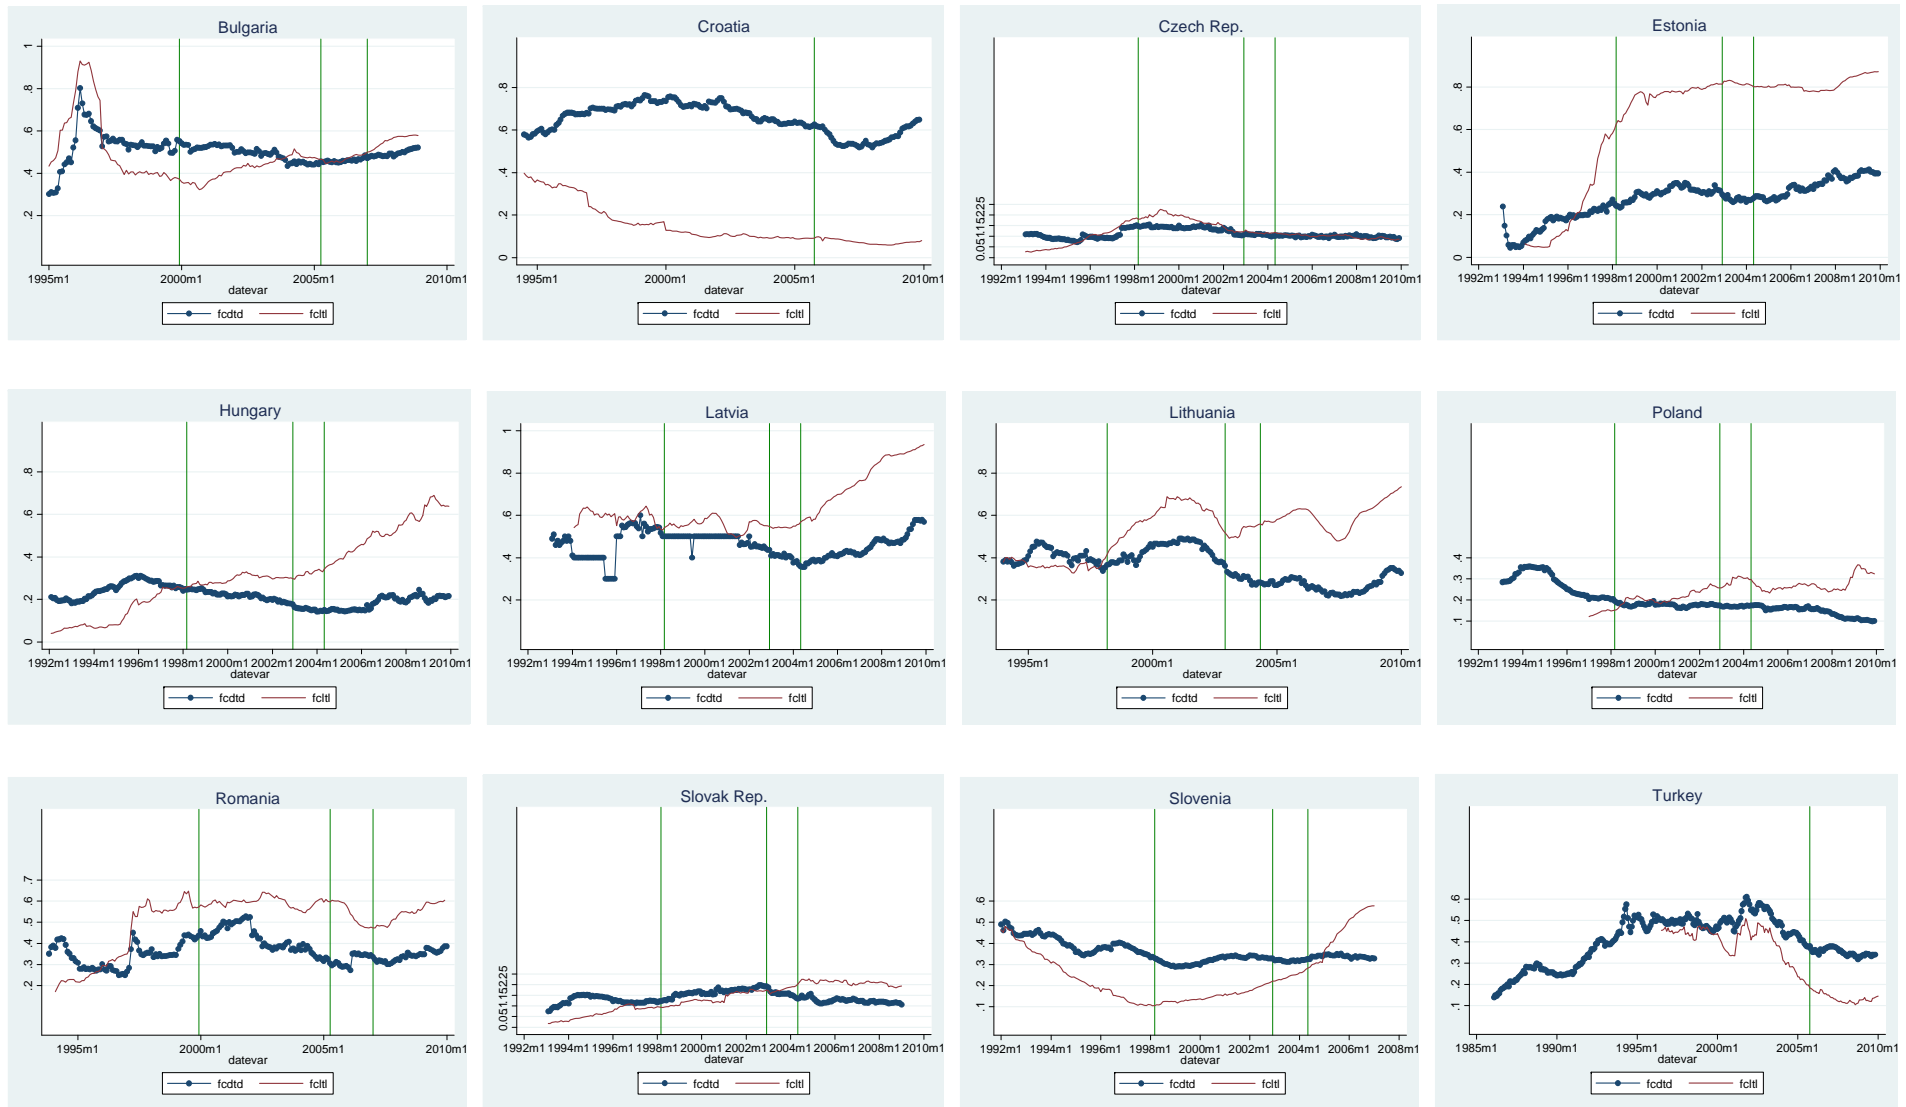 Bulgaria
1
.8
.6
.4
.2
1995m1 2000m1 2005m1 2010m1
datevar
fcdtd fcltl
Croatia
.8
.6
.4
.2
0
1995m1 2000m1 2005m1 2010m1
datevar
fcdtd fcltl
Czech Rep.
0.05.1.15.2.25
1992m1 1994m1 1996m1 1998m1 2000m1 2002m1 2004m1 2006m1 2008m1 2010m1
datevar
fcdtd fcltl
Estonia
.8
.6
.4
.2
0
1992m1 1994m1 1996m1 1998m1 2000m1 2002m1 2004m1 2006m1 2008m1 2010m1
datevar
fcdtd fcltl
Hungary
.8
.6
.4
.2
0
1992m1 1994m1 1996m1 1998m1 2000m1 2002m1 2004m1 2006m1 2008m1 2010m1
datevar
fcdtd fcltl
Latvia
1
.8
.6
.4
.2
1992m1 1994m1 1996m1 1998m1 2000m1 2002m1 2004m1 2006m1 2008m1 2010m1
datevar
fcdtd fcltl
Lithuania
.8
.6
.4
.2
1995m1 2000m1 2005m1 2010m1
datevar
fcdtd fcltl
Poland
.4
.3
.2
.1
1992m1 1994m1 1996m1 1998m1 2000m1 2002m1 2004m1 2006m1 2008m1 2010m1
datevar
fcdtd fcltl
Romania
.7
.6
.5
.4
.3
.2
1995m1 2000m1 2005m1 2010m1
datevar
fcdtd fcltl
Slovak Rep.
0.05.1.15.2.25
1992m1 1994m1 1996m1 1998m1 2000m1 2002m1 2004m1 2006m1 2008m1 2010m1
datevar
fcdtd fcltl
Slovenia
.6
.5
.4
.3
.2
.1
1992m1 1994m1 1996m1 1998m1 2000m1 2002m1 2004m1 2006m1 2008m1
datevar
fcdtd fcltl
Turkey
.6
.5
.4
.3
.2
.1
1985m1 1990m1 1995m1 2000m1 2005m1 2010m1
datevar
fcdtd fcltl